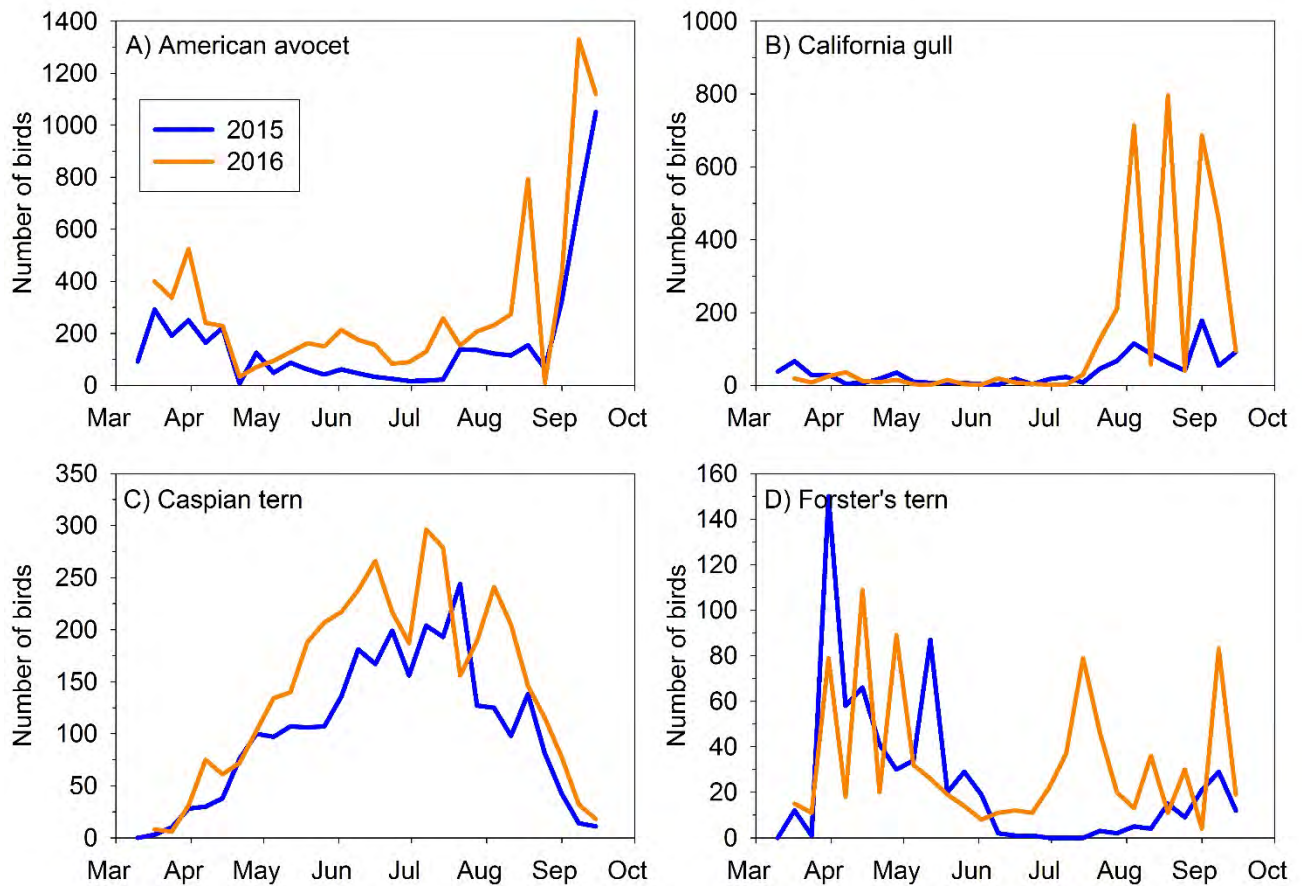 A) American avocet
2015
2016
Number of birds
1400
1200
1000
800
600
400
200
0
Mar Apr May Jun Jul Aug Sep Oct
B) California gull
Number of birds
1000
800
600
400
200
0
Mar Apr May Jun Jul Aug Sep Oct
C) Caspian tern
Number of birds
350
300
250
200
150
100
50
0
Mar Apr May Jun Jul Aug Sep Oct
D) Forster's tern
Number of birds
160
140
120
100
80
60
40
20
0
Mar Apr May Jun Jul Aug Sep Oct